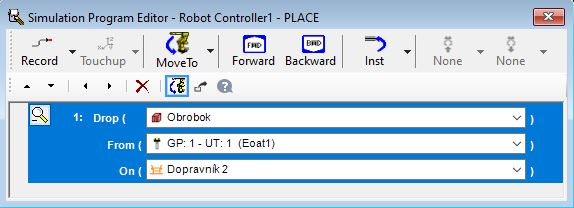 Simulation Program Editor - Robot Controller1 - PLACE
Record Touchup MoveTo FWD Forward BWD Backward Inst None None
1: Drop ( Obrobok )
From ( GP: 1 - UT: 1 (Eoat1) )
On ( Dopravník 2 )